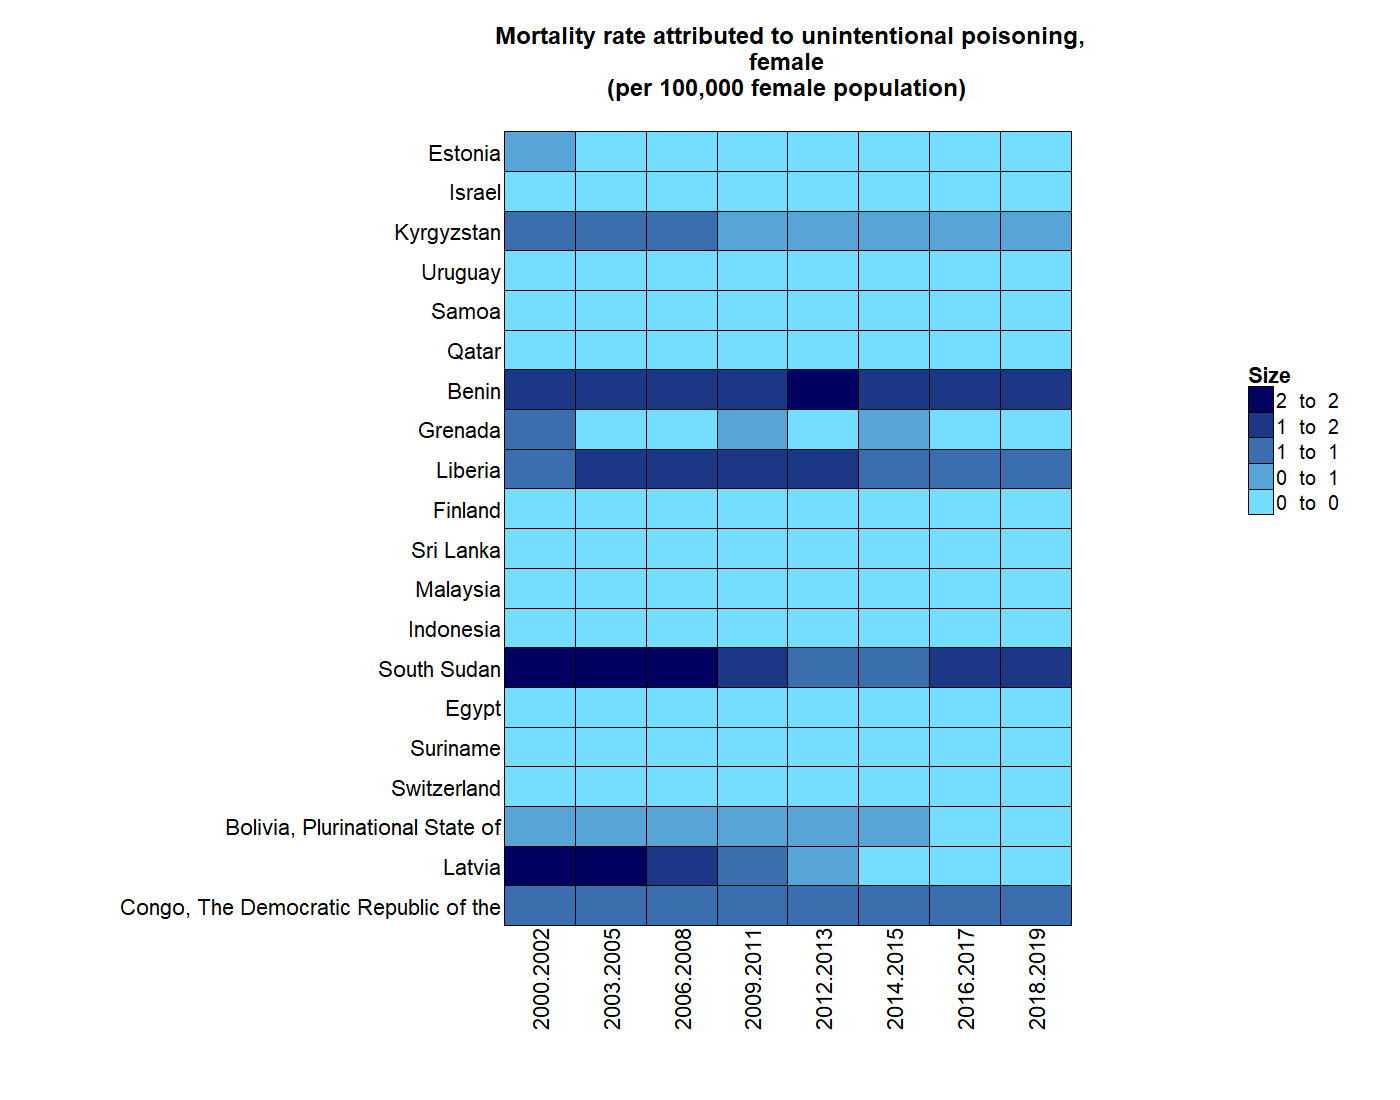 Mortality rate attributed to unintentional poisoning,
female
(per 100,000 female population)
Estonia
Israel
Kyrgyzstan
Uruguay
Samoa
Qatar
Benin
Grenada
Liberia
Finland
Sri Lanka
Malaysia
Indonesia
South Sudan
Egypt
Suriname
Switzerland
Bolivia, Plurinational State of
Latvia
Congo, The Democratic Republic of the
2000.2002
2003.2005
2006.2008
2009.2011
2012.2013
2014.2015
2016.2017
2018.2019
Size
2 to 2
1 to 2
1 to 1
0 to 1
0 to 0